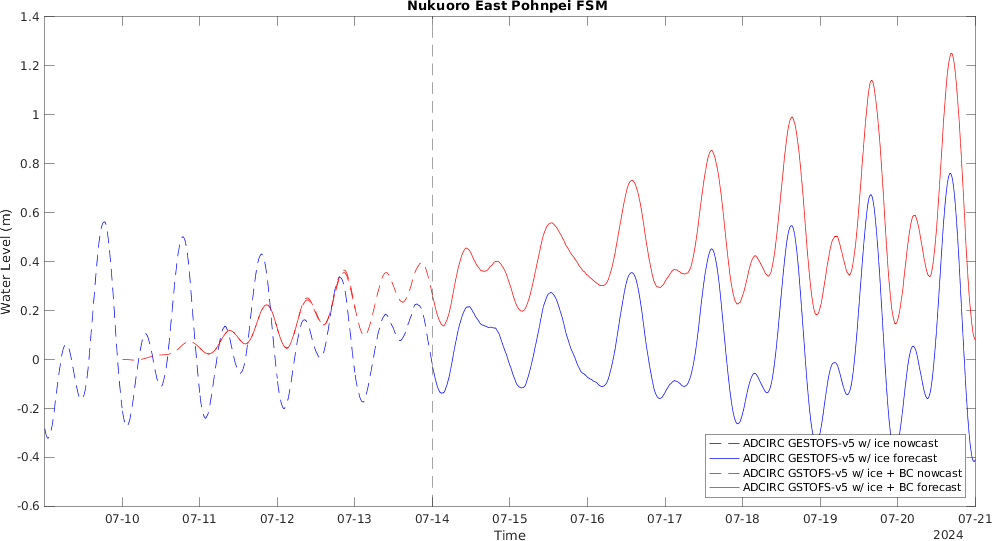 Nukuoro East Pohnpei FSM
1.4
1.2
1
0.8
0.6
0.4
0.2
0
-0.2
-0.4
-0.6
Water Level (m)
ADCIRC GESTOFS-v5 w/ ice nowcast
ADCIRC GESTOFS-v5 w/ ice forecast
ADCIRC GSTOFS-v5 w/ ice + BC nowcast
ADCIRC GSTOFS-v5 w/ ice + BC forecast
07-10 07-11 07-12 07-13 07-14 07-15 07-16 07-17 07-18 07-19 07-20 07-21
Time
2024